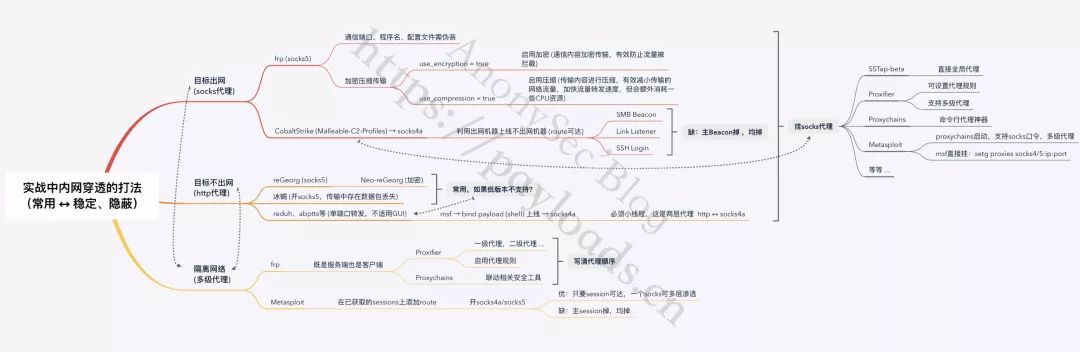 实战中内网穿透的打法
(常用 ↔ 稳定、隐蔽)
目标出网
(socks代理)
frp (socks5)
通信端口、程序名、配置文件需伪装
加密压缩传输
use_encryption = true
启用加密 (通信内容加密传输，有效防止流量被
拦截)
use_compression = true
启用压缩 (传输内容进行压缩，有效减小传输的
网络流量，加快流量转发速度，但会额外消耗一
些CPU资源)
CobaltStrike (Malleable-C2-Profiles) → socks4a
利用出网机器上线不出网机器 (route可达)
SMB Beacon
Link Listener
SSH Login
缺：主Beacon掉，均掉
目标不出网
(http代理)
reGeorg (socks5)
Neo-reGeorg (加密)
冰蝎 (开socks5，传输中存在数据包丢失)
常用，如果低版本不支持?
reduh、abptts等 (单端口转发，不适用GUI)
msf → bind payload (shell) 上线 → socks4a
必须小线程，这是两层代理 http ↔ socks4a
隔离网络
(多级代理)
frp
既是服务端也是客户端
Proxifier
一级代理，二级代理 ...
启用代理规则
Proxychains
联动相关安全工具
写清代理顺序
Metasploit
在已获取的sessions上添加route
开socks4a/socks5
优：只要session可达，一个socks可多层渗透
缺：主session掉，均掉
挂socks代理
SSTap-beta
直接全局代理
Proxifier
可设置代理规则
支持多级代理
Proxychains
命令行代理神器
Metasploit
proxychains启动，支持socks口令，多级代理
msf直接挂：setg proxies socks4/5:ip:port
等等 ...
AnonySec'Blog
https://payloads.cn